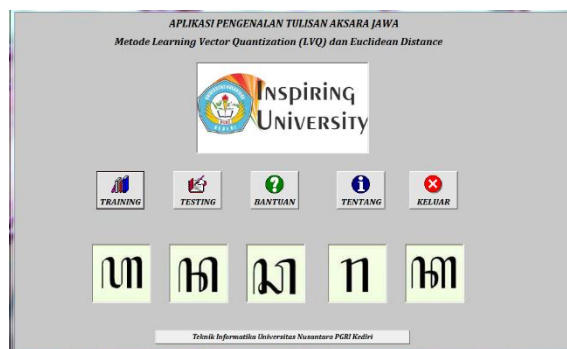 APLIKASI PENGENALAN TULISAN AKSARA JAWA
Metode Learning Vector Quantization (LVQ) dan Euclidean Distance
INSPIRING
UNIVERSITY
TRAINING TESTING BANTUAN TENTANG KELUAR
ꦲ ꦤ ꦕ ꦫ ꦏ
Teknik Informatika Universitas Nusantara PGRI Kediri